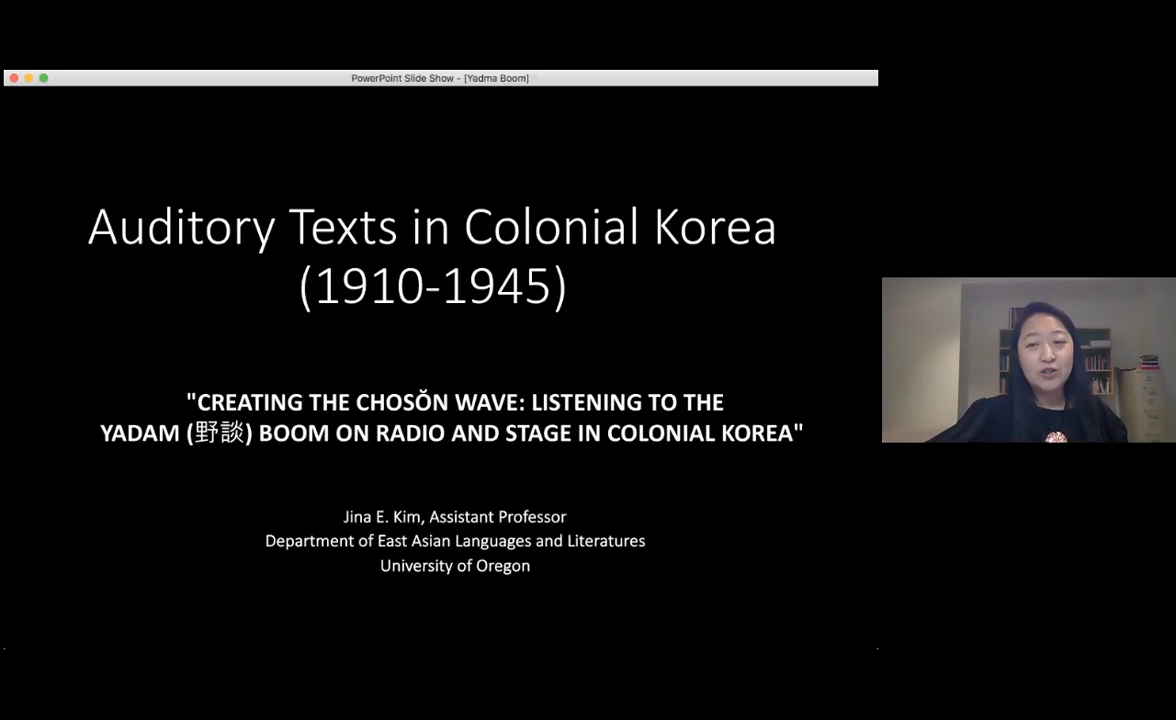 PowerPoint Slide Show - [Yadma Boom]
Auditory Texts in Colonial Korea
(1910-1945)
"CREATING THE CHOSŎN WAVE: LISTENING TO THE
YADAM (野談) BOOM ON RADIO AND STAGE IN COLONIAL KOREA"
Jina E. Kim, Assistant Professor
Department of East Asian Languages and Literatures
University of Oregon